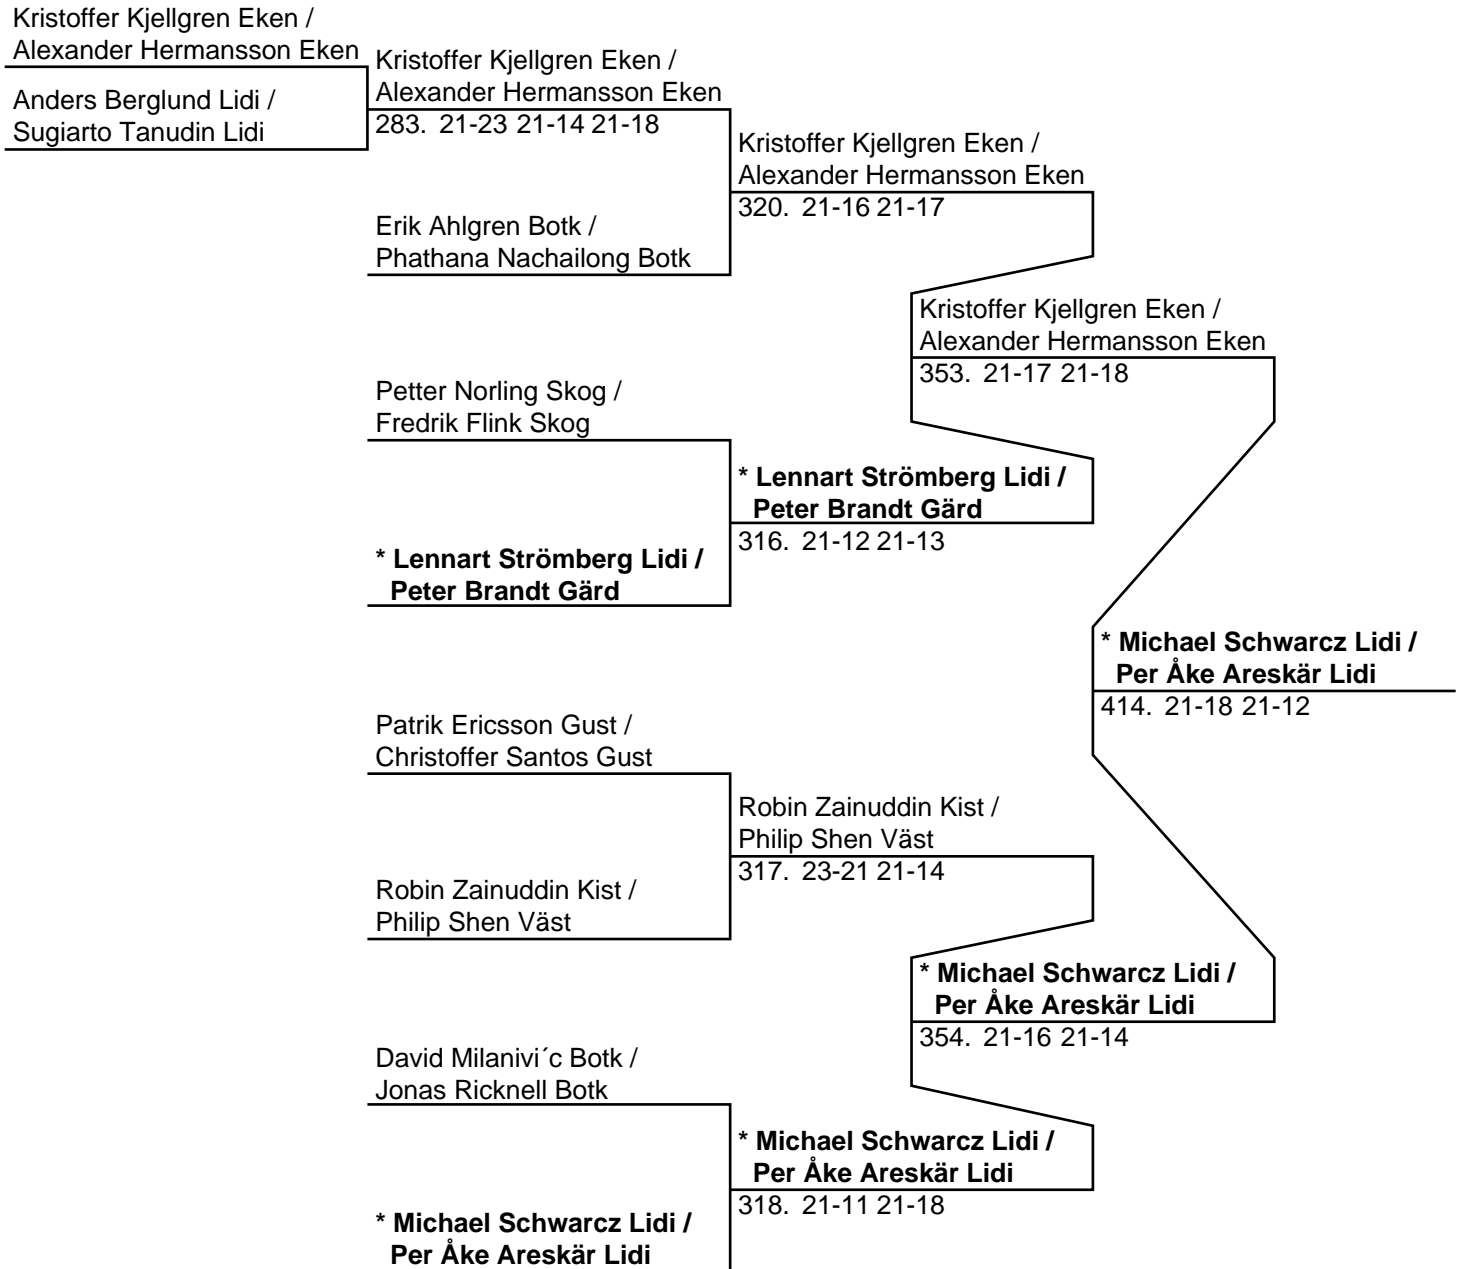 Kristoffer Kjellgren Eken /
Alexander Hermansson Eken
Anders Berglund Lidi /
Sugiarto Tanudin Lidi
Kristoffer Kjellgren Eken /
Alexander Hermansson Eken
283. 21-23 21-14 21-18
Erik Ahlgren Botk /
Phathana Nachailong Botk
Kristoffer Kjellgren Eken /
Alexander Hermansson Eken
320. 21-16 21-17
Kristoffer Kjellgren Eken /
Alexander Hermansson Eken
353. 21-17 21-18
Petter Norling Skog /
Fredrik Flink Skog
* Lennart Strömberg Lidi /
Peter Brandt Gärd
316. 21-12 21-13
* Lennart Strömberg Lidi /
Peter Brandt Gärd
* Michael Schwarcz Lidi /
Per Åke Areskär Lidi
414. 21-18 21-12
Patrik Ericsson Gust /
Christoffer Santos Gust
Robin Zainuddin Kist /
Philip Shen Väst
317. 23-21 21-14
Robin Zainuddin Kist /
Philip Shen Väst
* Michael Schwarcz Lidi /
Per Åke Areskär Lidi
354. 21-16 21-14
David Milanivi´c Botk /
Jonas Ricknell Botk
* Michael Schwarcz Lidi /
Per Åke Areskär Lidi
318. 21-11 21-18
* Michael Schwarcz Lidi /
Per Åke Areskär Lidi